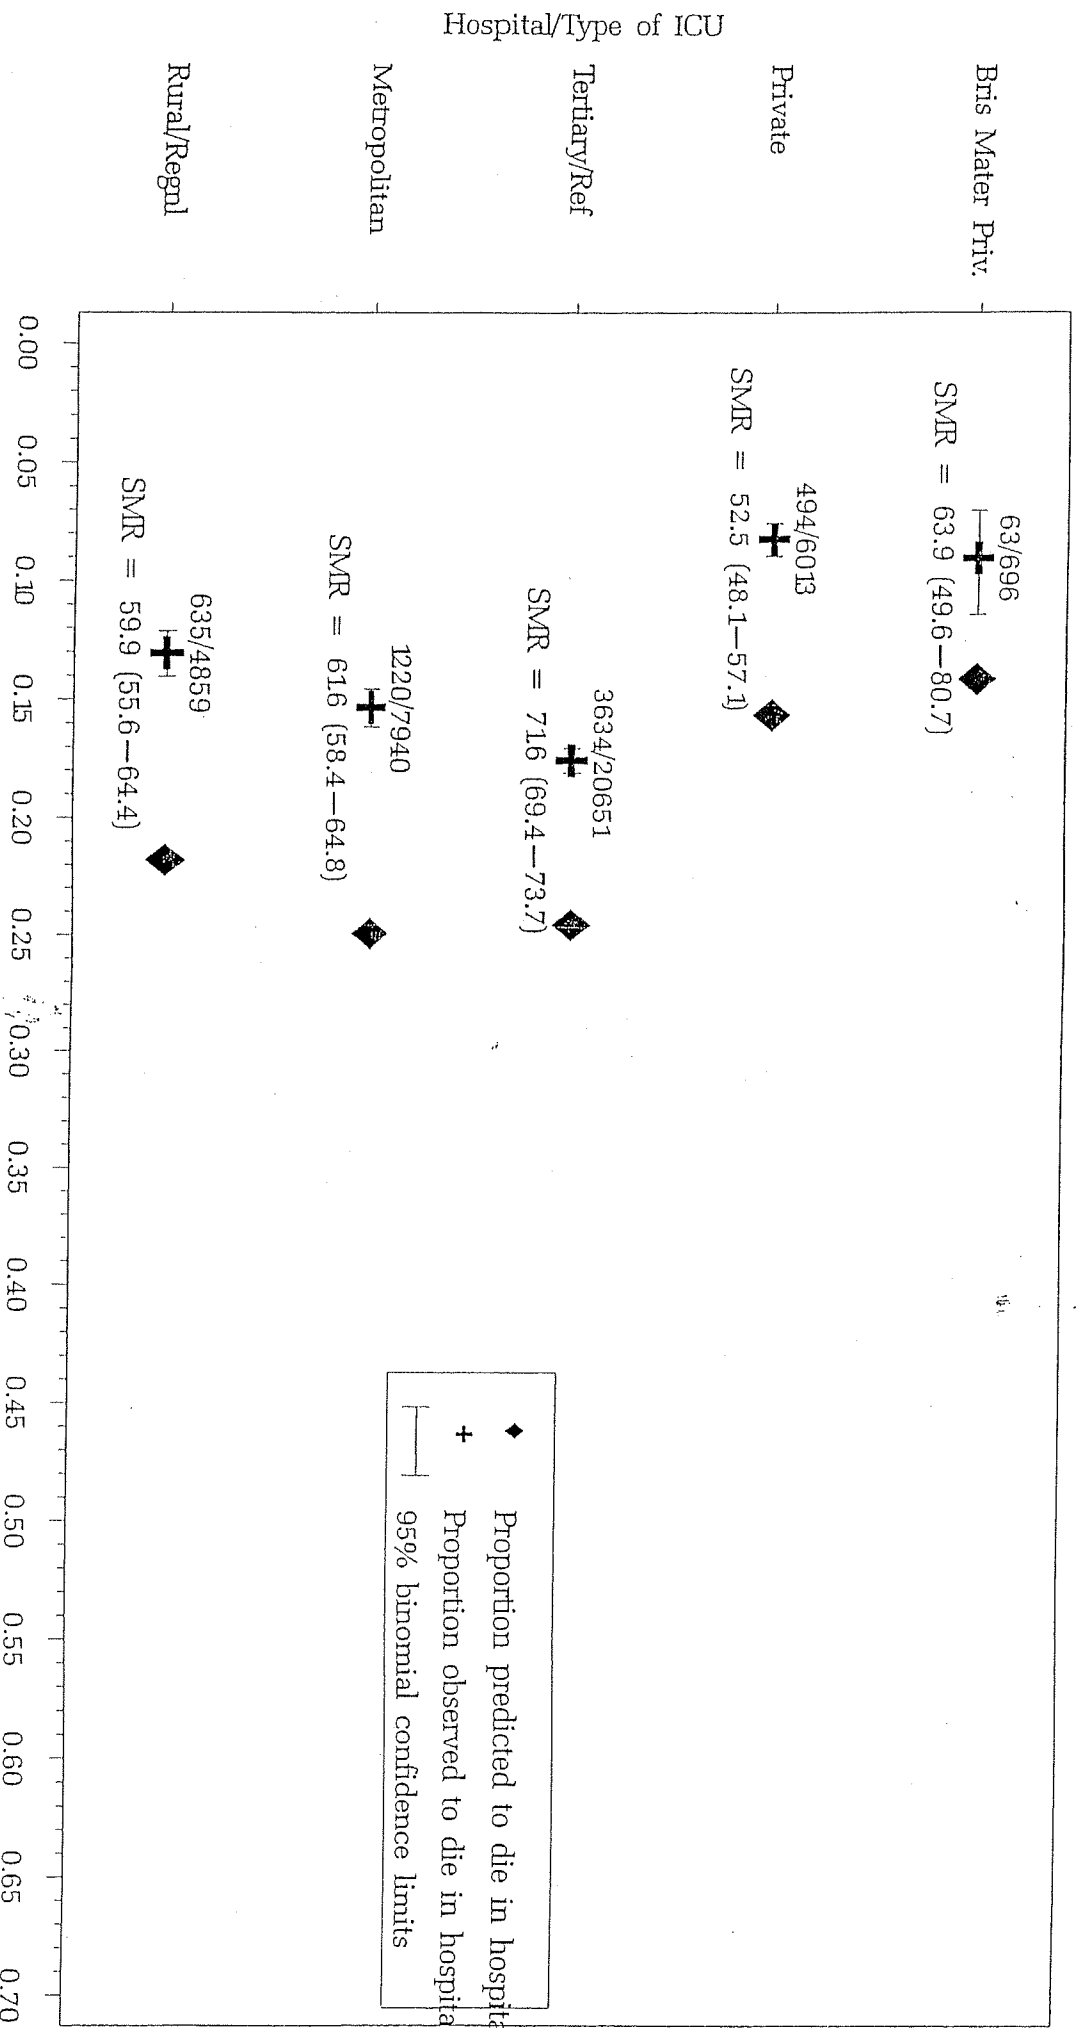 Hospital/Type of ICU
Bris Mater Priv.
63/696
SMR = 63.9 (49.6—80.7)
Private
494/6013
SMR = 52.5 (48.1—57.1)
Tertiary/Ref
3634/20651
SMR = 71.6 (69.4—73.7)
Metropolitan
1220/7940
SMR = 61.6 (58.4—64.8)
Rural/Regnl
635/4859
SMR = 59.9 (55.6—64.4)
Proportion predicted to die in hospita
Proportion observed to die in hospita
95% binomial confidence limits
0.00 0.05 0.10 0.15 0.20 0.25 0.30 0.35 0.40 0.45 0.50 0.55 0.60 0.65 0.70